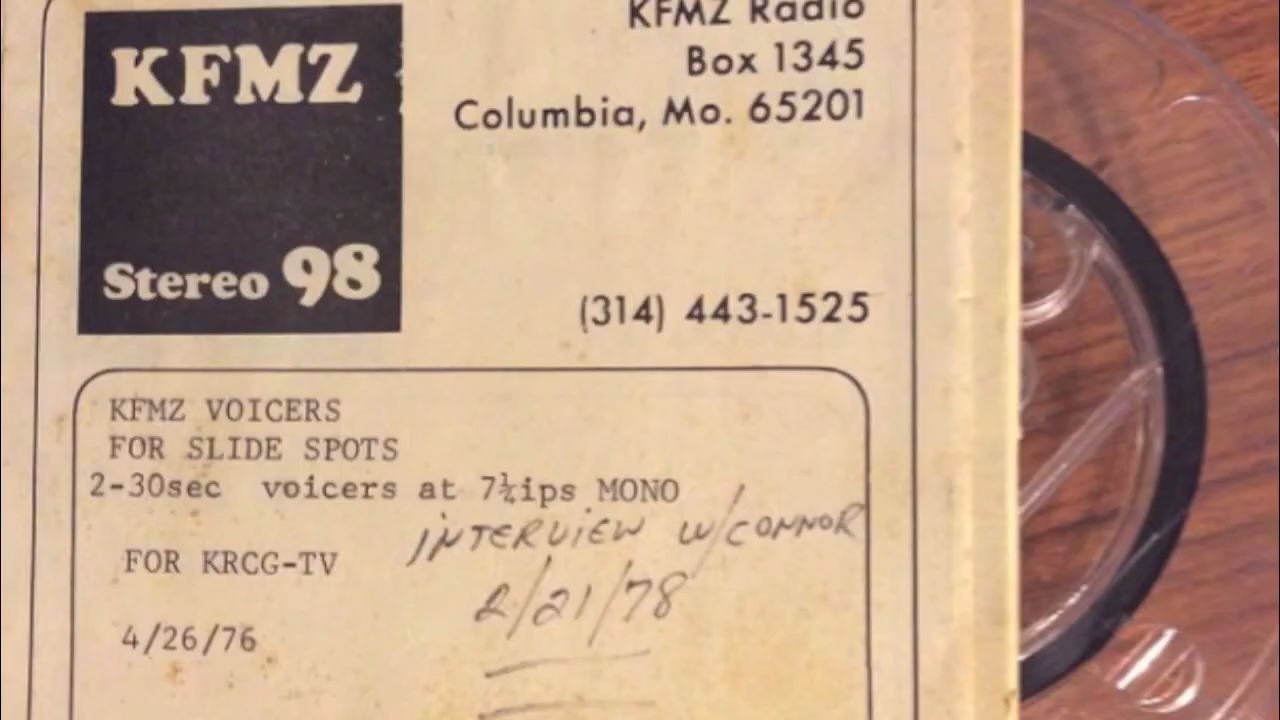 KFMZ
Stereo 98
KFMZ Radio
Box 1345
Columbia, Mo. 65201
(314) 443-1525
KFMZ VOICERS
FOR SLIDE SPOTS
2-30sec voicers at 7½ips MONO
INTERVIEW W/CONNOR
FOR KRCG-TV
2/21/78
4/26/76